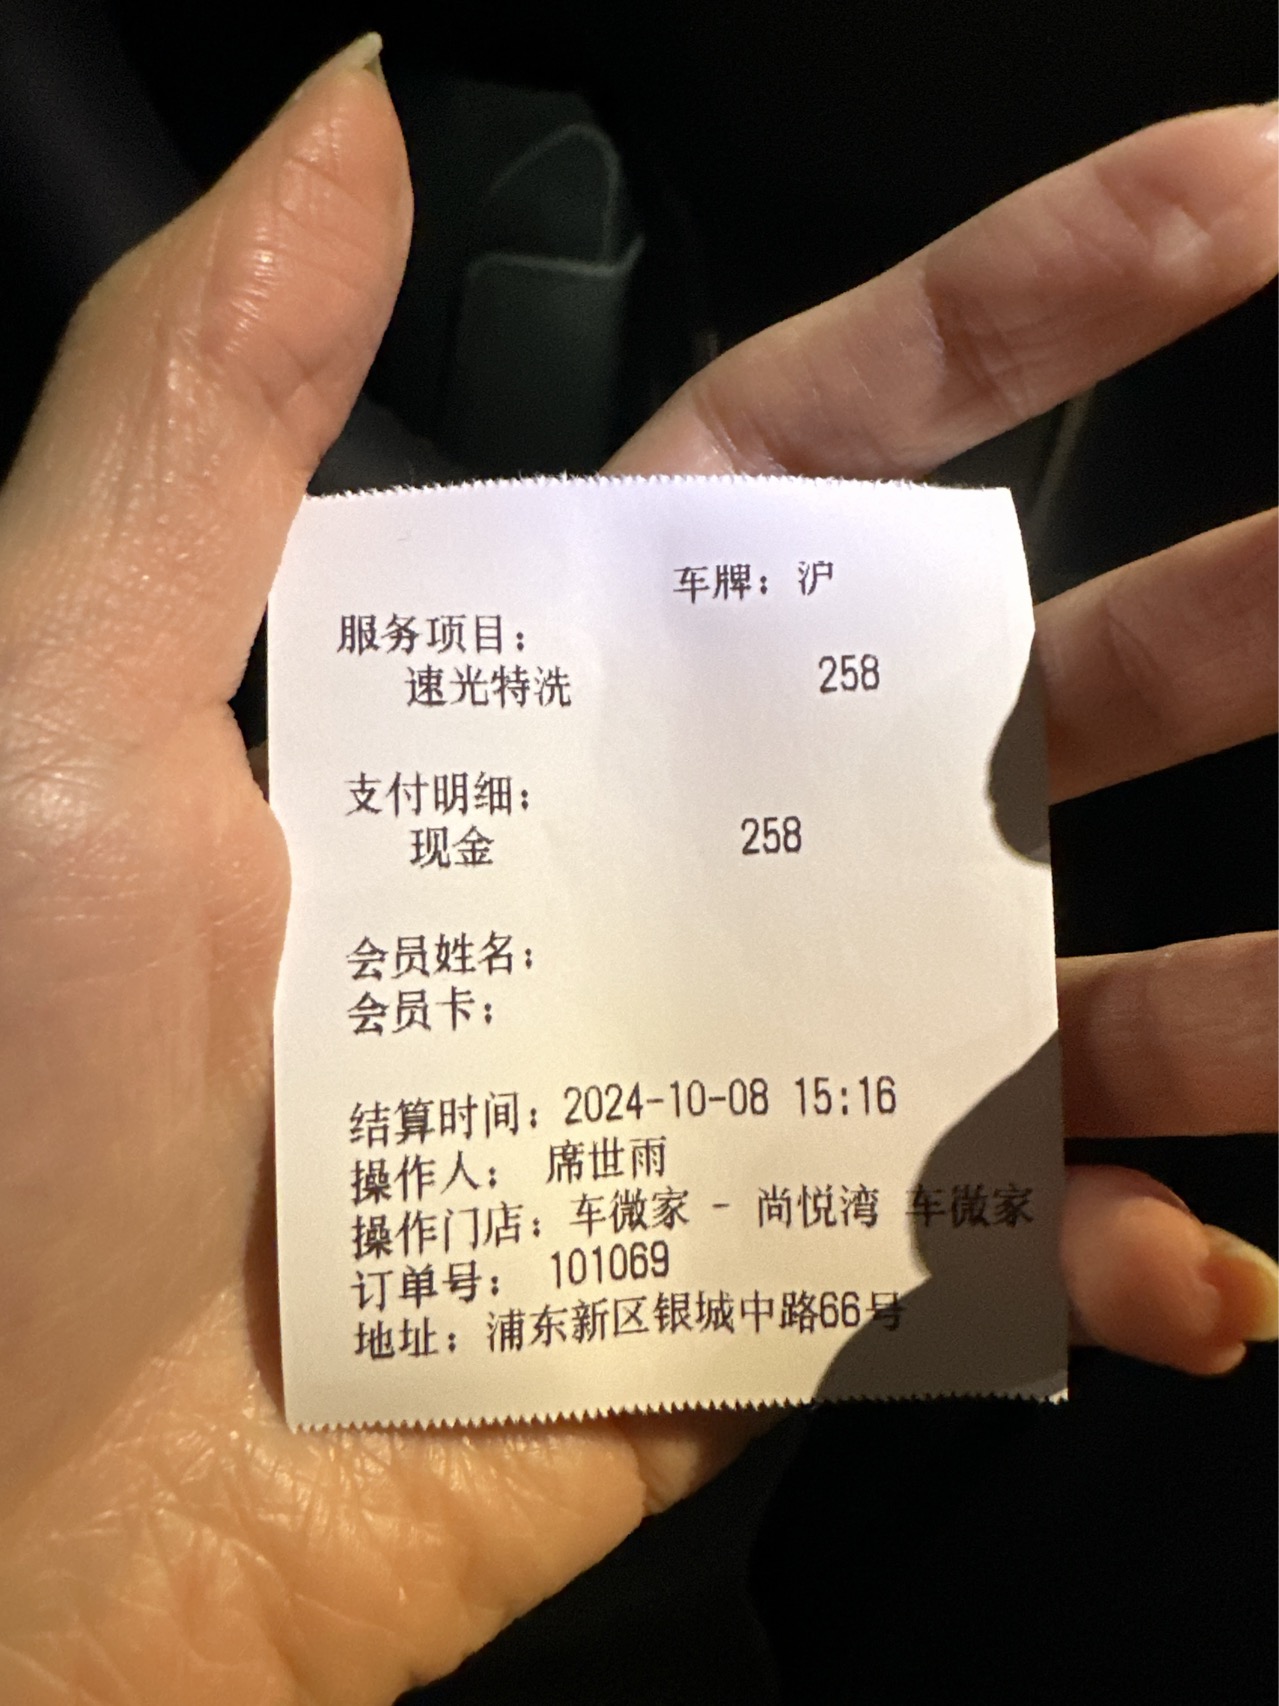 车牌：沪
服务项目：
速光特洗 258
支付明细：
现金 258
会员姓名：
会员卡：
结算时间：2024-10-08 15:16
操作人： 席世雨
操作门店：车微家 - 尚悦湾 车微家
订单号： 101069
地址：浦东新区银城中路66号